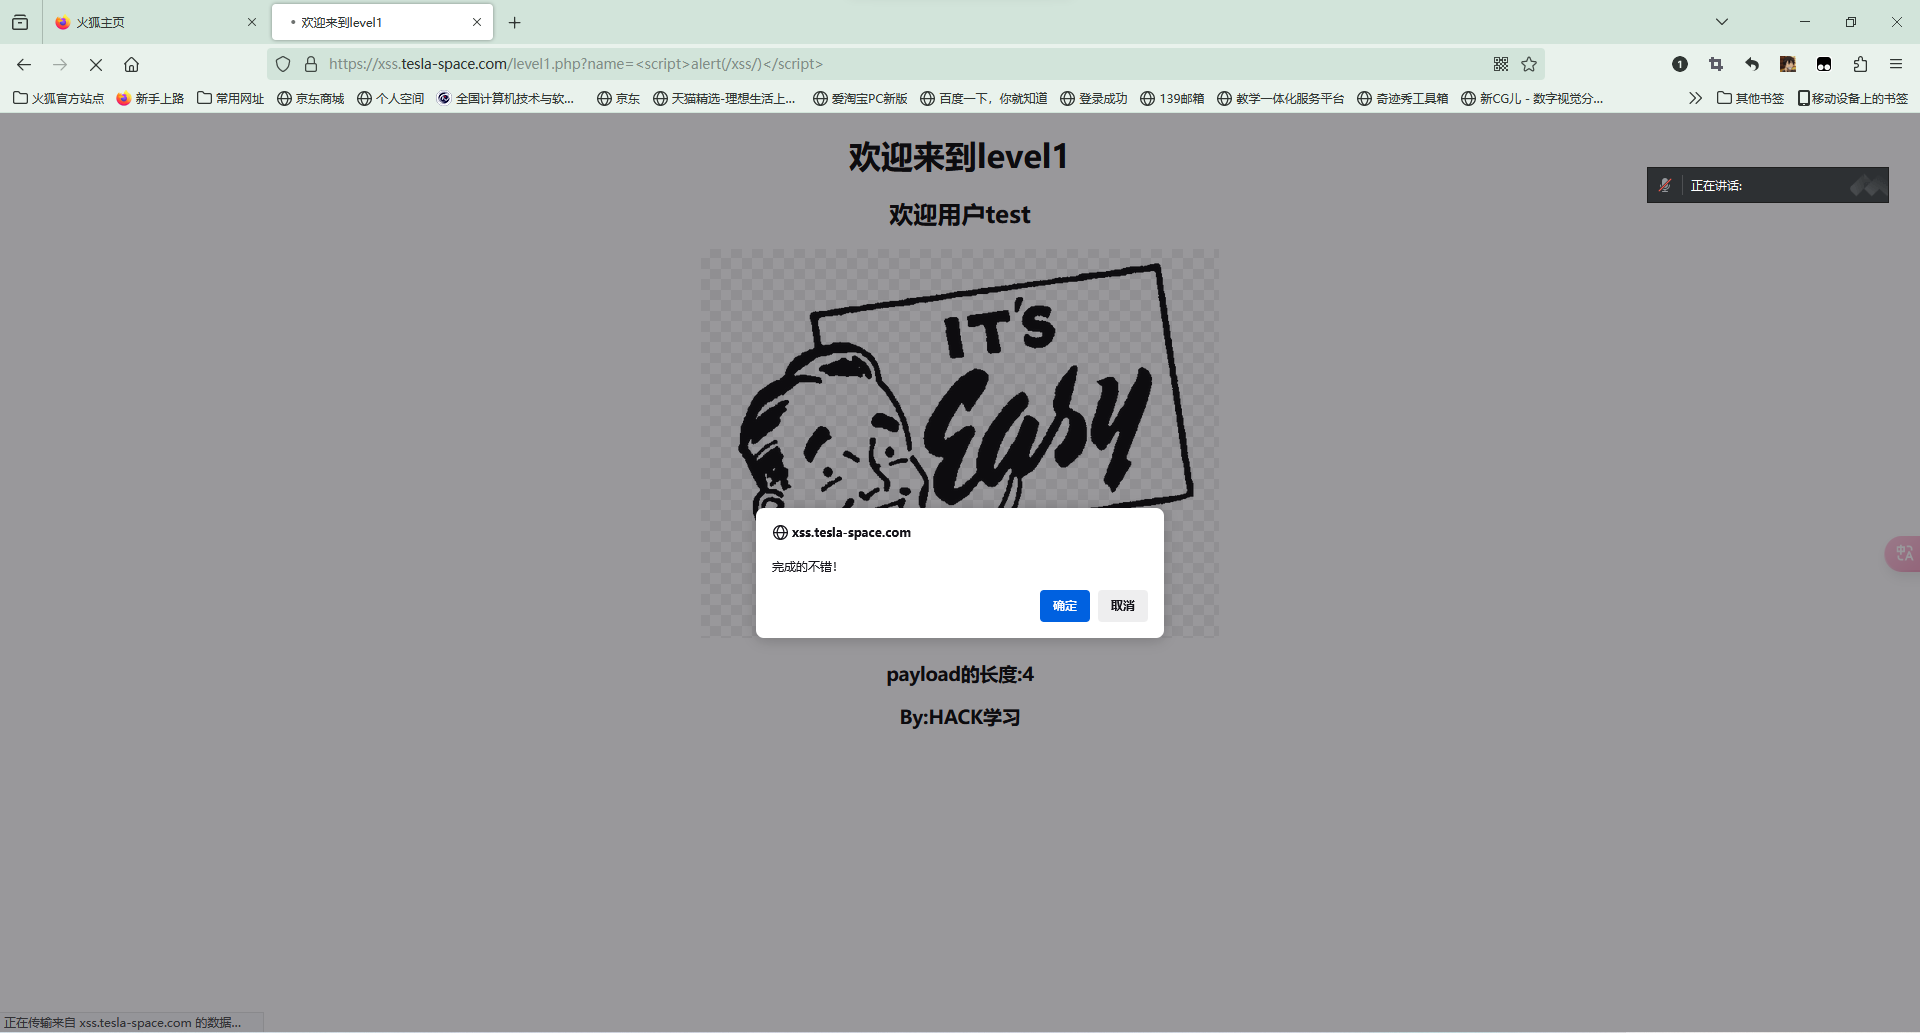 火狐主页
欢迎来到level1
https://xss.tesla-space.com/level1.php?name=<script>alert(/xss/)</script>
1
火狐官方站点 新手上路 常用网址 京东商城 个人空间 全国计算机技术与软... 京东 天猫精选-理想生活上... 爱淘宝PC新版 百度一下，你就知道 登录成功 139邮箱 教学一体化服务平台 奇迹秀工具箱 新CG儿 - 数字视觉分... 其他书签 移动设备上的书签
欢迎来到level1
正在讲话:
欢迎用户test
IT'S
Easy
xss.tesla-space.com
完成的不错！
确定 取消
payload的长度:4
By:HACK学习
正在传输来自 xss.tesla-space.com 的数据...